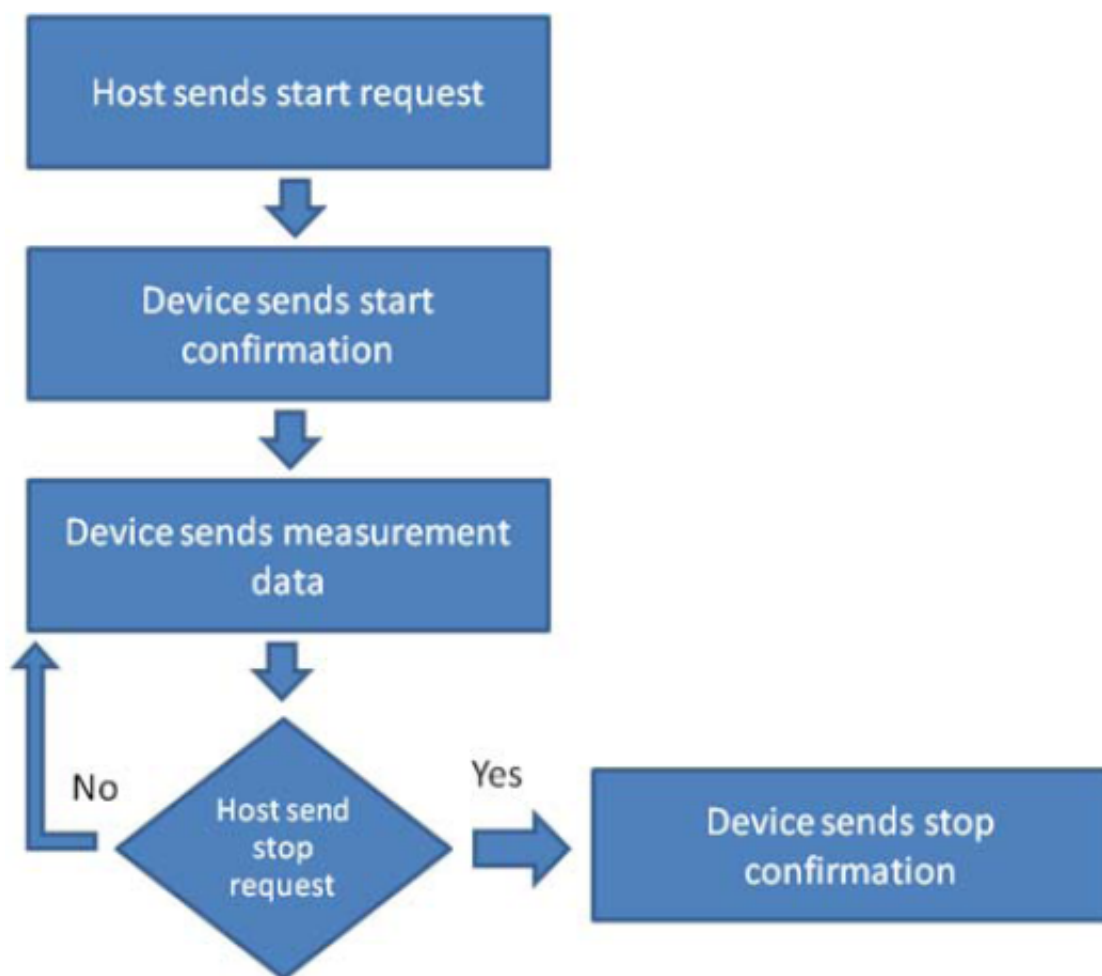 Host sends start request
Device sends start
confirmation
Device sends measurement
data
No
Host send
stop
request
Yes
Device sends stop
confirmation